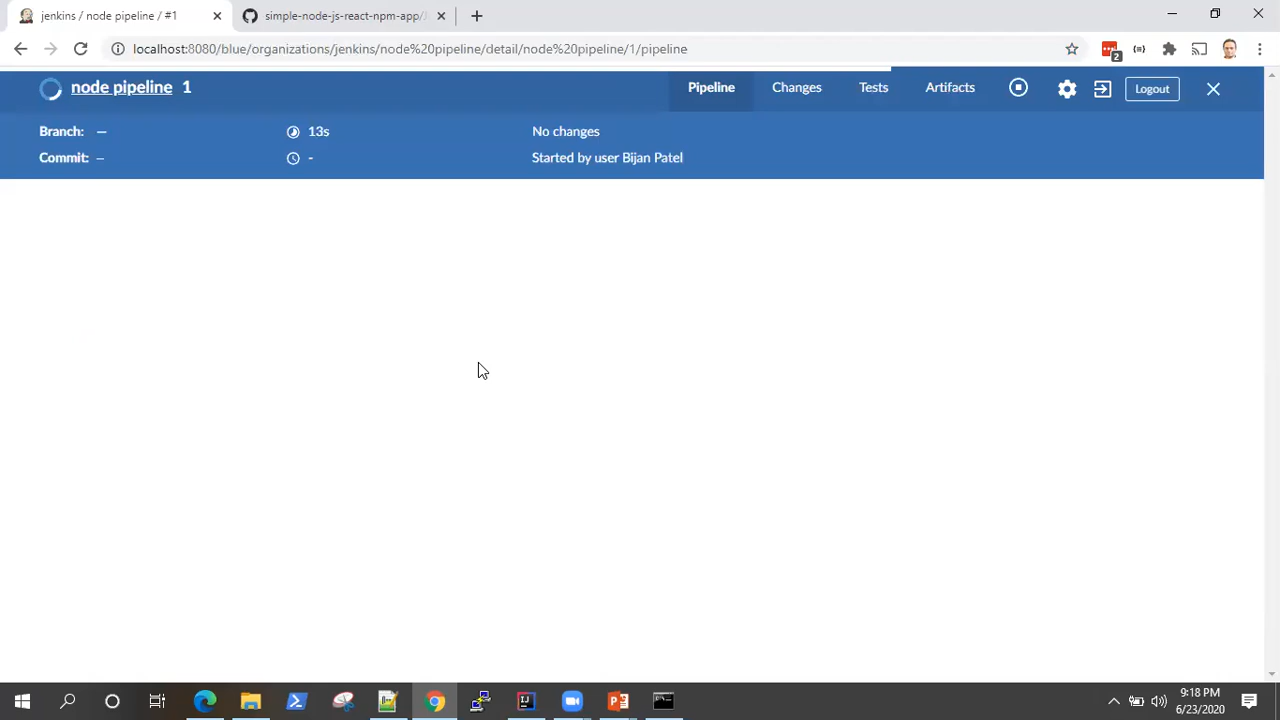 jenkins / node pipeline / #1
simple-node-js-react-npm-app/
localhost:8080/blue/organizations/jenkins/node%20pipeline/detail/node%20pipeline/1/pipeline
2
node pipeline 1
Pipeline Changes Tests Artifacts Logout
Branch: — 13s No changes
Commit: – - Started by user Bijan Patel
9:18 PM
6/23/2020